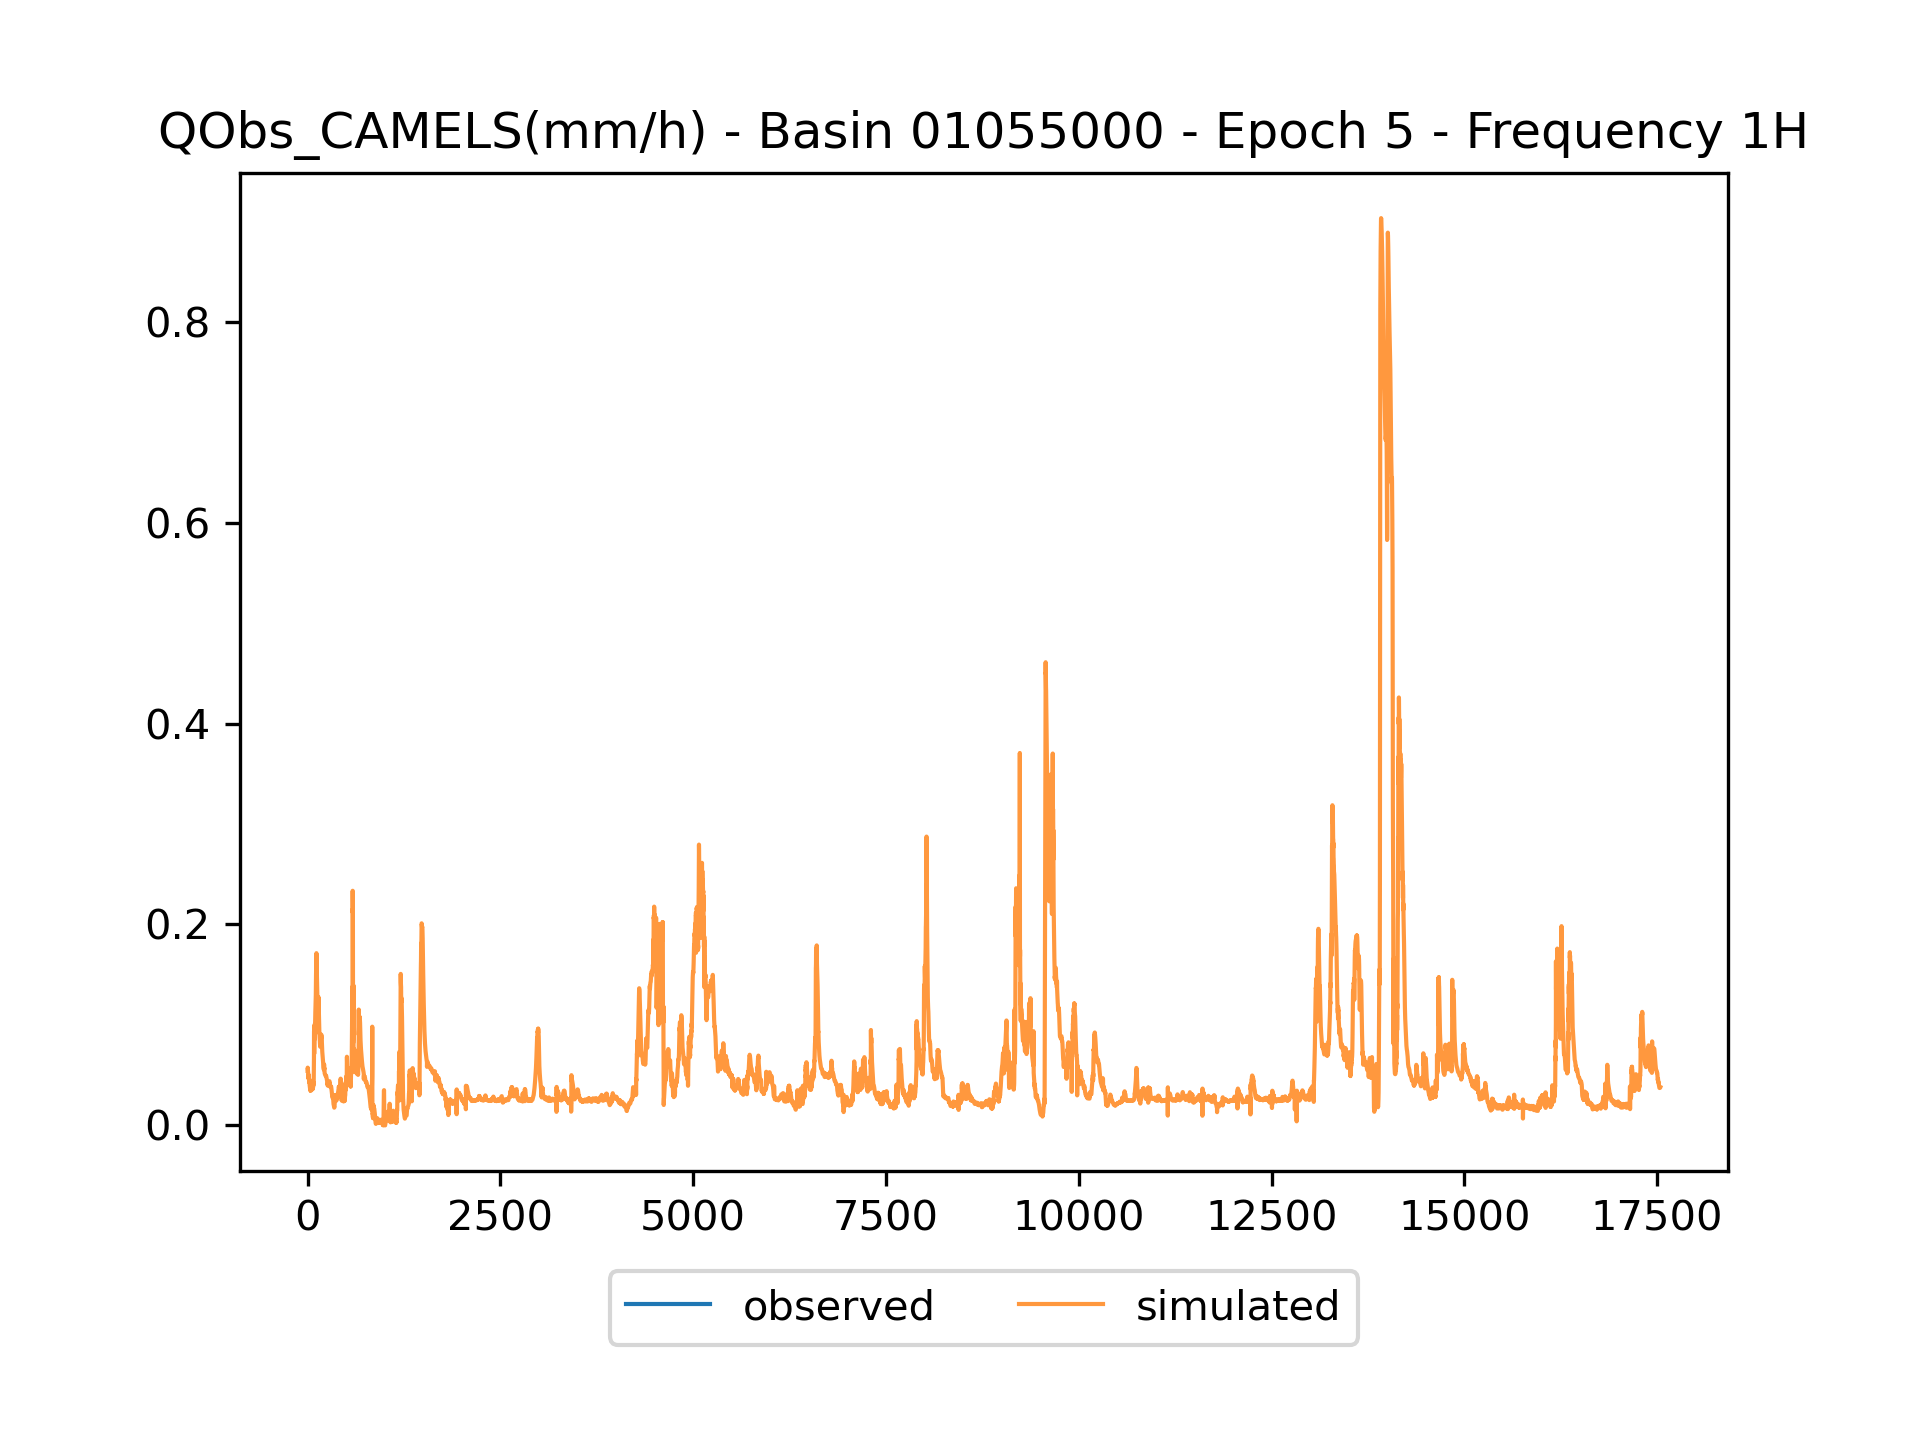 QObs_CAMELS(mm/h) - Basin 01055000 - Epoch 5 - Frequency 1H
0.8
0.6
0.4
0.2
0.0
0 2500 5000 7500 10000 12500 15000 17500
observed simulated